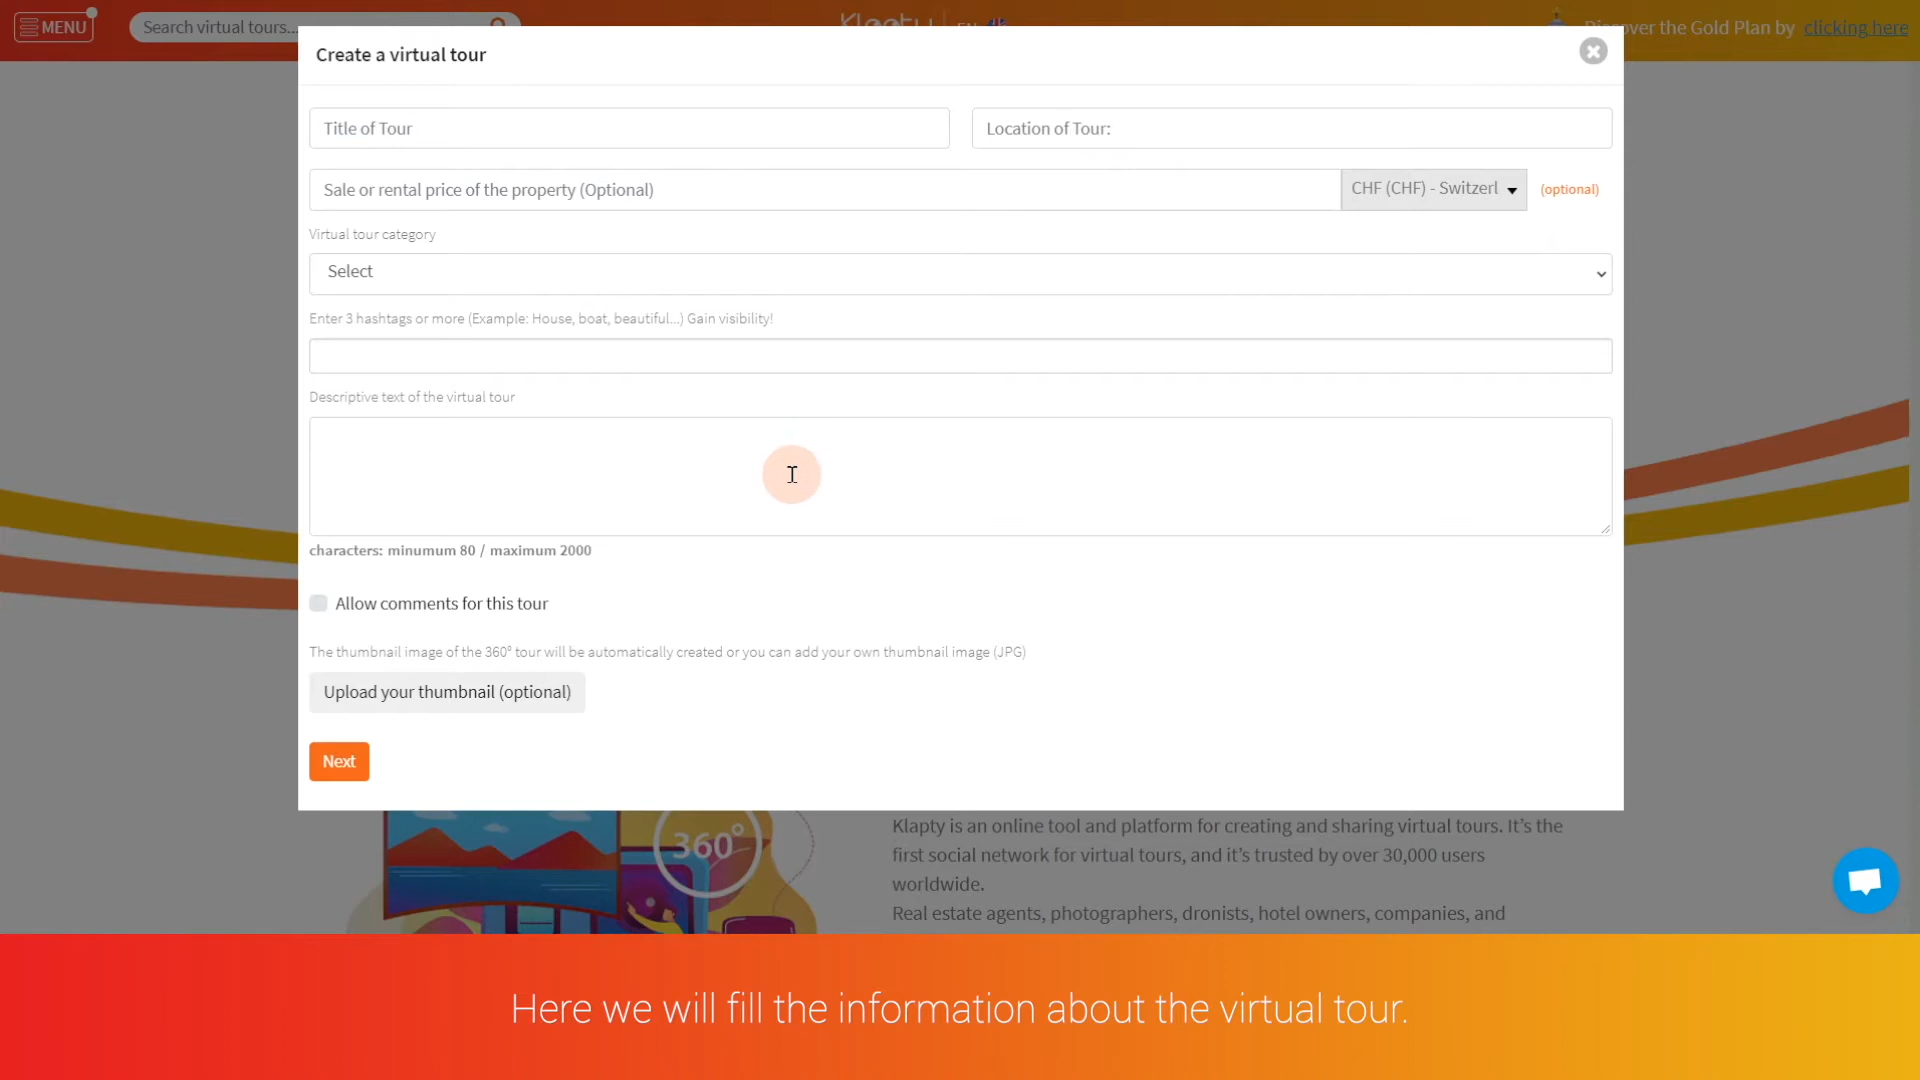 MENU
Search virtual tours...
EN
over the Gold Plan by clicking here
Create a virtual tour
Title of Tour
Location of Tour:
Sale or rental price of the property (Optional)
CHF (CHF) - Switzerl
(optional)
Virtual tour category
Select
Enter 3 hashtags or more (Example: House, boat, beautiful...) Gain visibility!
Descriptive text of the virtual tour
characters: minumum 80 / maximum 2000
Allow comments for this tour
The thumbnail image of the 360° tour will be automatically created or you can add your own thumbnail image (JPG)
Upload your thumbnail (optional)
Next
360°
Klapty is an online tool and platform for creating and sharing virtual tours. It's the
first social network for virtual tours, and it's trusted by over 30,000 users
worldwide.
Real estate agents, photographers, dronists, hotel owners, companies, and
Here we will fill the information about the virtual tour.